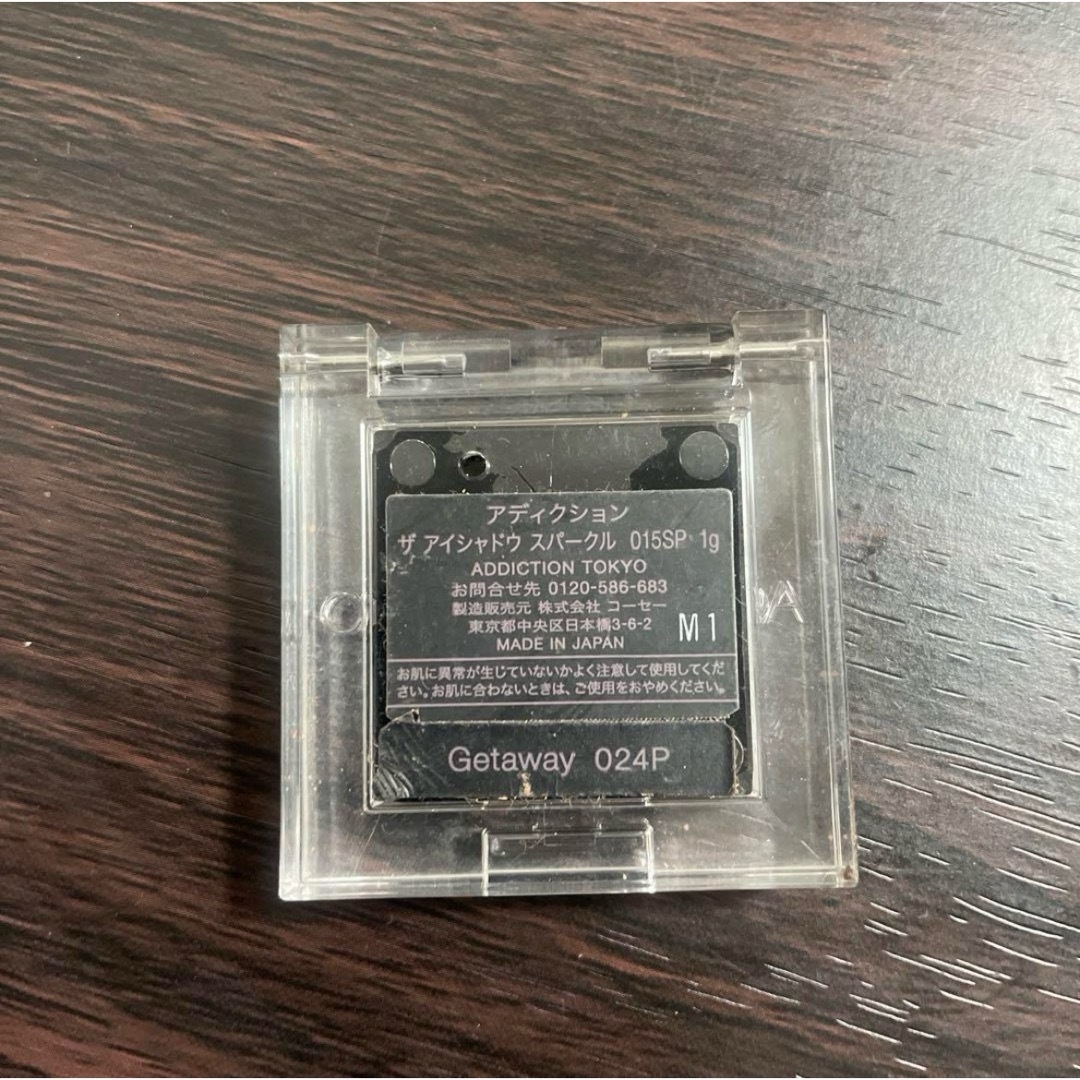 アディクション
ザ アイシャドウ スパークル 015SP 1g
ADDICTION TOKYO
お問合せ先 0120-586-683
製造販売元 株式会社 コーセー
東京都中央区日本橋3-6-2
MADE IN JAPAN
M1
お肌に異常が生じていないかよく注意して使用してくだ
さい。お肌に合わないときは、ご使用をおやめください。
Getaway 024P